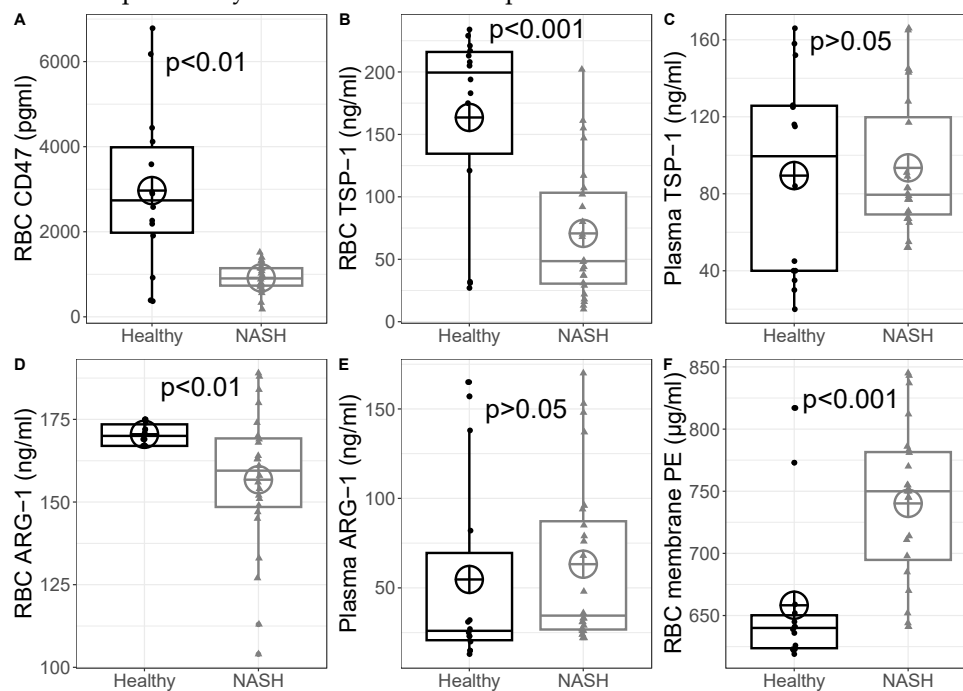 A
RBC CD47 (pgml)
6000
4000
2000
0
p<0.01
Healthy
NASH
B
RBC TSP−1 (ng/ml)
200
150
100
50
0
p<0.001
Healthy
NASH
C
Plasma TSP−1 (ng/ml)
160
120
80
40
p>0.05
Healthy
NASH
D
RBC ARG−1 (ng/ml)
175
150
125
100
p<0.01
Healthy
NASH
E
Plasma ARG−1 (ng/ml)
150
100
50
p>0.05
Healthy
NASH
F
RBC membrane PE (µg/ml)
850
800
750
700
650
p<0.001
Healthy
NASH